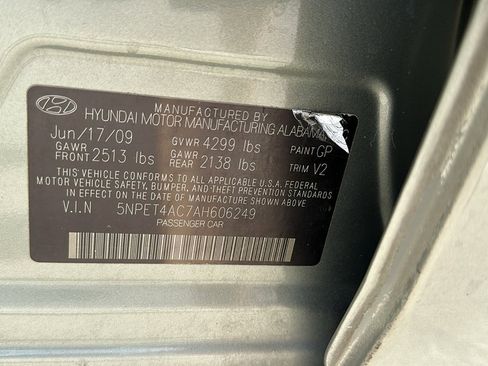 MANUFACTURED BY
HYUNDAI MOTOR MANUFACTURING ALABAMA
Jun/17/09 GVWR 4299 lbs PAINT GP
GAWR FRONT 2513 lbs GAWR REAR 2138 lbs TRIM V2
THIS VEHICLE CONFORMS TO ALL APPLICABLE U.S.A FEDERAL
MOTOR VEHICLE SAFETY, BUMPER, AND THEFT PREVENTION
STANDARDS IN EFFECT ON THE DATE OF MANUFACTURE SHOWN ABOVE.
V.I.N 5NPET4AC7AH606249
PASSENGER CAR